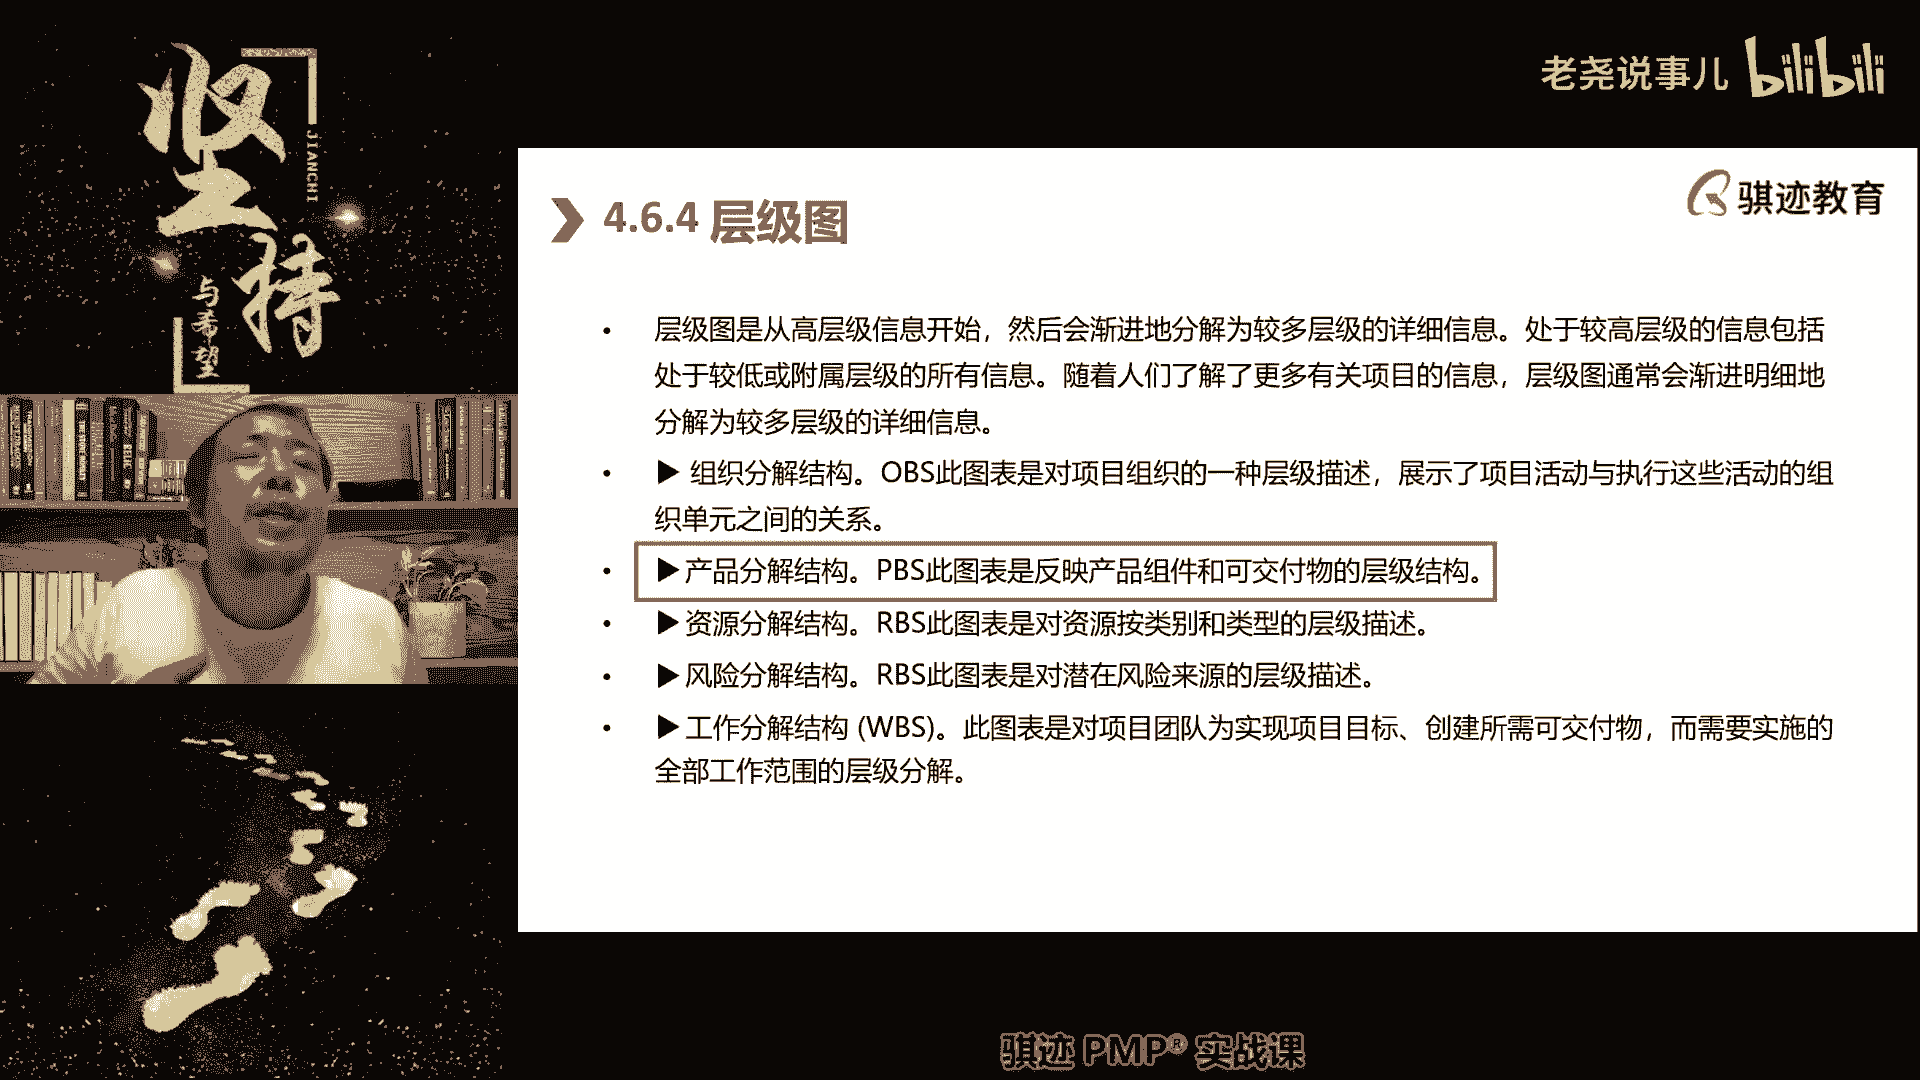 坚持
JIANCHI
与希望
老尧说事儿 bilibili
骐迹教育
4.6.4 层级图
• 层级图是从高层级信息开始，然后会渐进地分解为较多层级的详细信息。处于较高层级的信息包括
处于较低或附属层级的所有信息。随着人们了解了更多有关项目的信息，层级图通常会渐进明细地
分解为较多层级的详细信息。
• ▶ 组织分解结构。OBS此图表是对项目组织的一种层级描述，展示了项目活动与执行这些活动的组
织单元之间的关系。
• ▶产品分解结构。PBS此图表是反映产品组件和可交付物的层级结构。
• ▶资源分解结构。RBS此图表是对资源按类别和类型的层级描述。
• ▶风险分解结构。RBS此图表是对潜在风险来源的层级描述。
• ▶工作分解结构 (WBS)。此图表是对项目团队为实现项目目标、创建所需可交付物，而需要实施的
全部工作范围的层级分解。
骐迹 PMP® 实战课